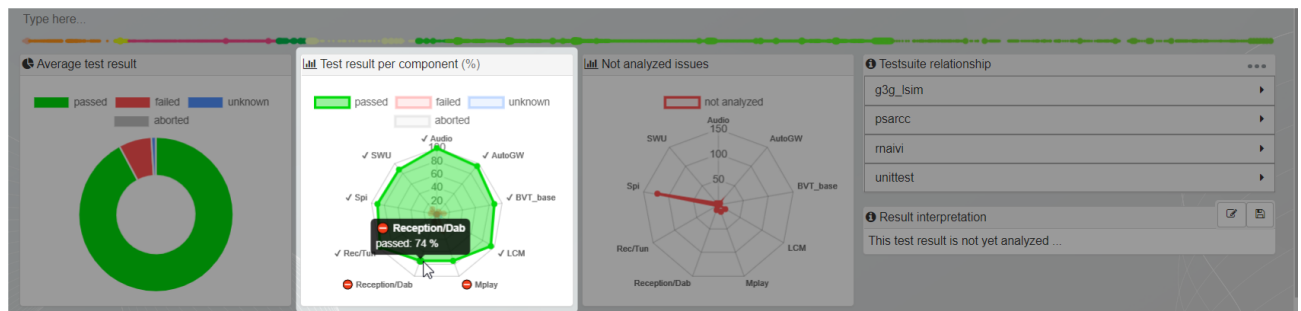 Type here...
Average test result
passed failed unknown
aborted
Test result per component (%)
passed failed unknown
aborted
✓ Audio
100
✓ SWU
✓ AutoGW
80
60
40
✓ Spi
20
✓ BVT_base
Reception/Dab
passed: 74 %
✓ Rec/Tun
✓ LCM
Reception/Dab
Mplay
Not analyzed issues
not analyzed
Audio
150
SWU
AutoGW
100
50
Spi
BVT_base
Rec/Tun
LCM
Reception/Dab
Mplay
Testsuite relationship
g3g_lsim
psarcc
rnaivi
unittest
Result interpretation
This test result is not yet analyzed ...